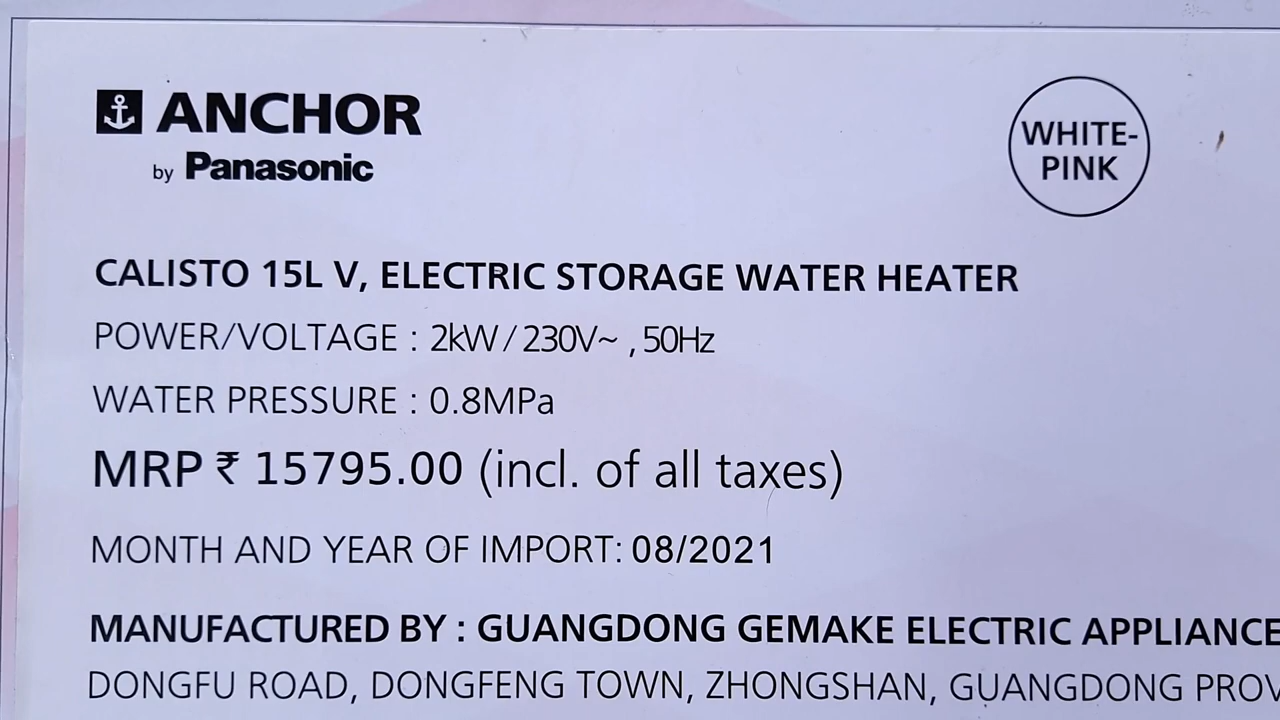 ANCHOR
by Panasonic
WHITE-
PINK
CALISTO 15L V, ELECTRIC STORAGE WATER HEATER
POWER/VOLTAGE : 2kW / 230V~ , 50Hz
WATER PRESSURE : 0.8MPa
MRP ₹ 15795.00 (incl. of all taxes)
MONTH AND YEAR OF IMPORT: 08/2021
MANUFACTURED BY : GUANGDONG GEMAKE ELECTRIC APPLIANCE
DONGFU ROAD, DONGFENG TOWN, ZHONGSHAN, GUANGDONG PROV